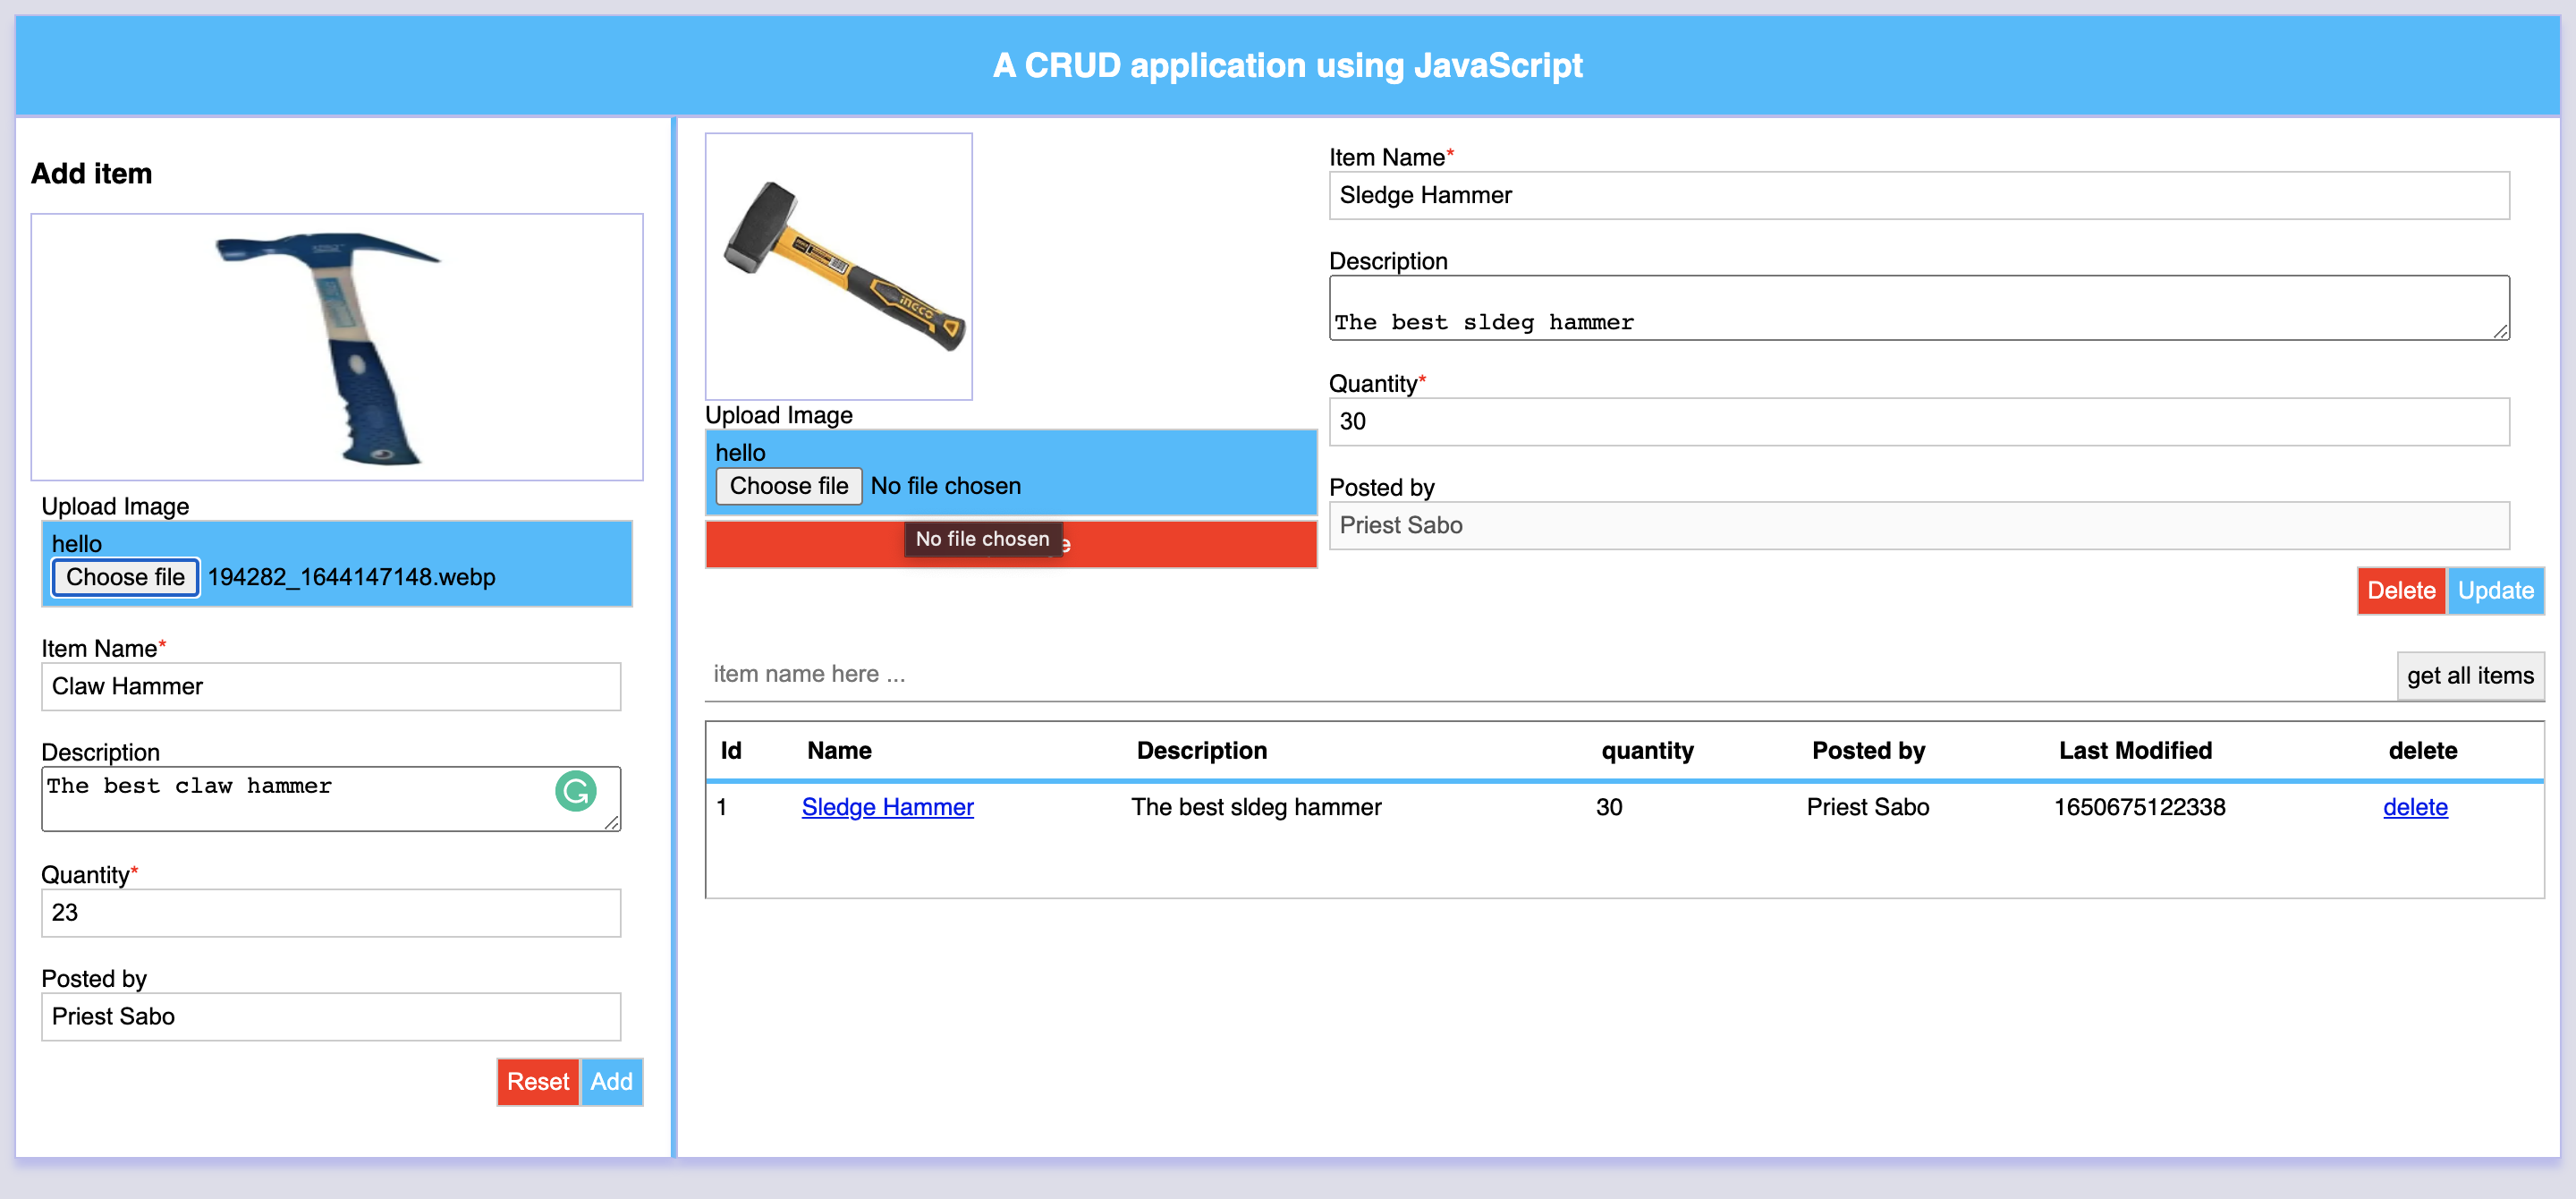 A CRUD application using JavaScript
Add item
Upload Image
hello
Choose file 194282_1644147148.webp
Item Name*
Claw Hammer
Description
The best claw hammer
Quantity*
23
Posted by
Priest Sabo
Reset Add
INGCO
Upload Image
hello
Choose file No file chosen
No file chosen
Item Name*
Sledge Hammer
Description
The best sldeg hammer
Quantity*
30
Posted by
Priest Sabo
Delete Update
item name here ...
get all items
Id Name Description quantity Posted by Last Modified delete
1 Sledge Hammer The best sldeg hammer 30 Priest Sabo 1650675122338 delete